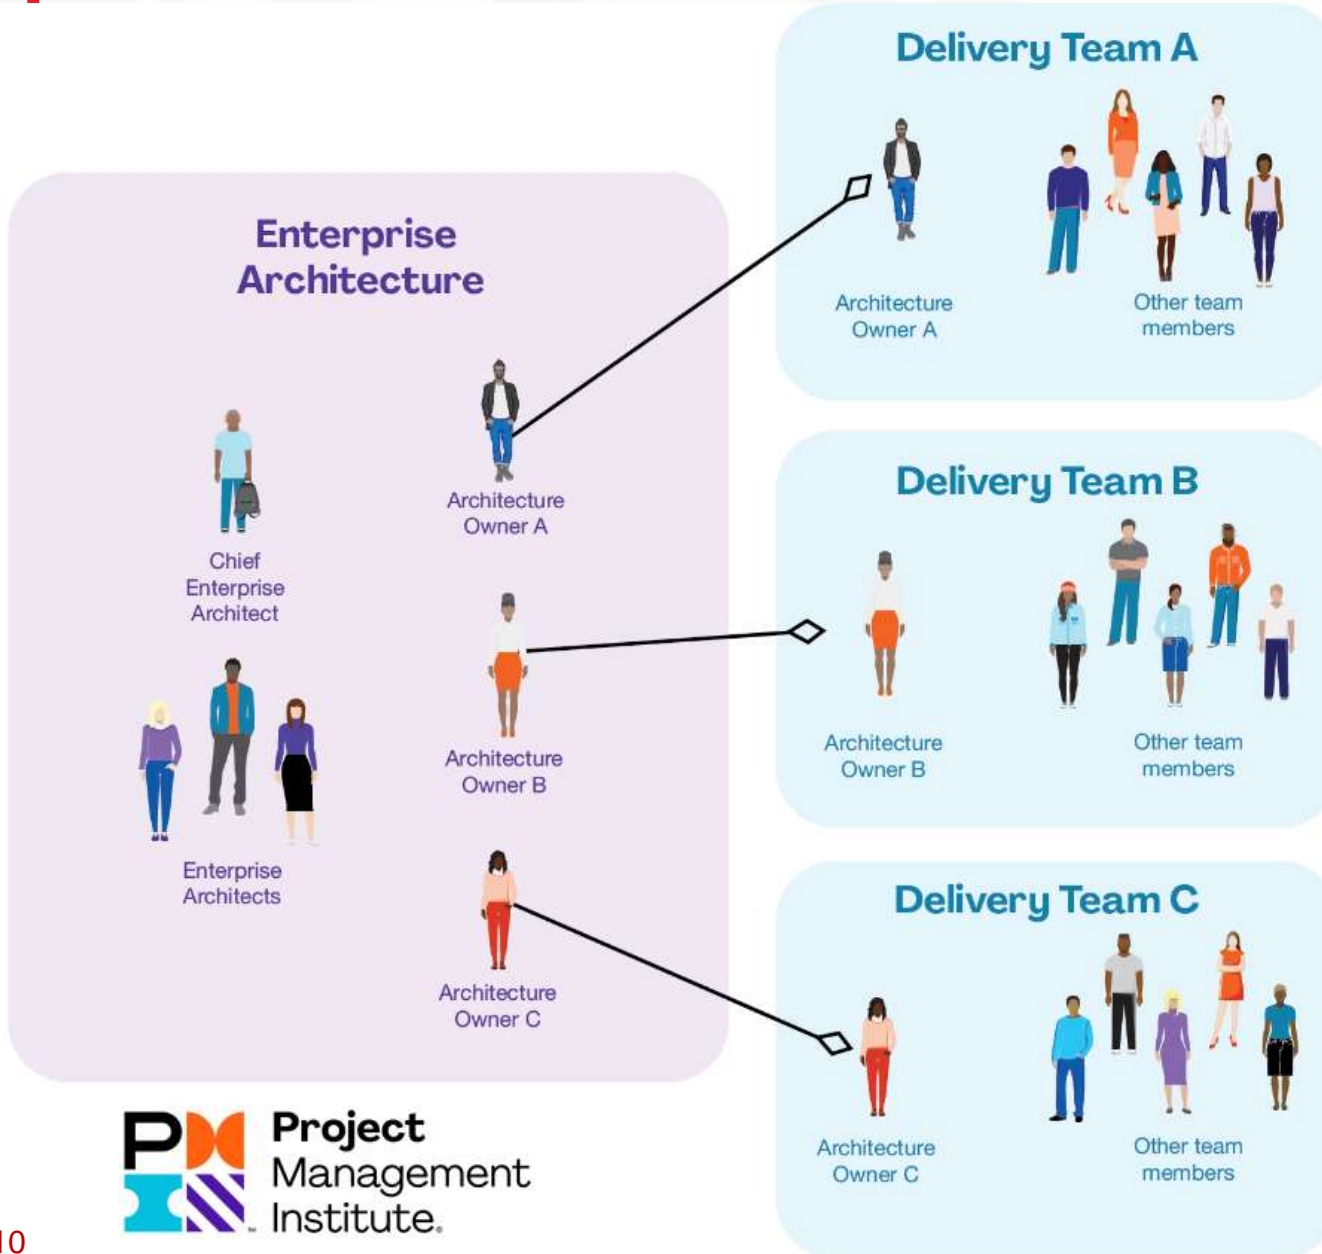 Enterprise
Architecture
Chief
Enterprise
Architect
Enterprise
Architects
Architecture
Owner A
Architecture
Owner B
Architecture
Owner C
Delivery Team A
Architecture
Owner A
Other team
members
Delivery Team B
Architecture
Owner B
Other team
members
Delivery Team C
Architecture
Owner C
Other team
members
PM
I
Project
Management
Institute.
10